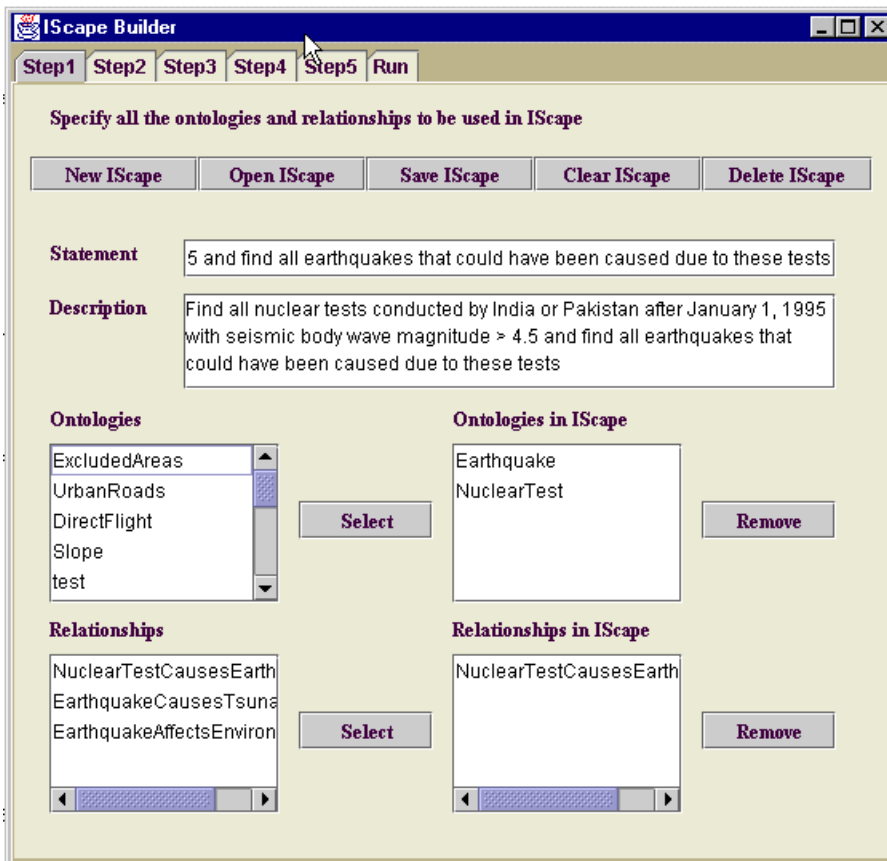 IScape Builder
Step1 Step2 Step3 Step4 Step5 Run
Specify all the ontologies and relationships to be used in IScape
New IScape Open IScape Save IScape Clear IScape Delete IScape
Statement 5 and find all earthquakes that could have been caused due to these tests
Description Find all nuclear tests conducted by India or Pakistan after January 1, 1995
with seismic body wave magnitude > 4.5 and find all earthquakes that
could have been caused due to these tests
Ontologies Ontologies in IScape
ExcludedAreas Earthquake
UrbanRoads NuclearTest
DirectFlight Select Remove
Slope
test
Relationships Relationships in IScape
NuclearTestCausesEarth NuclearTestCausesEarth
EarthquakeCausesTsuna
EarthquakeAffectsEnviron Select Remove